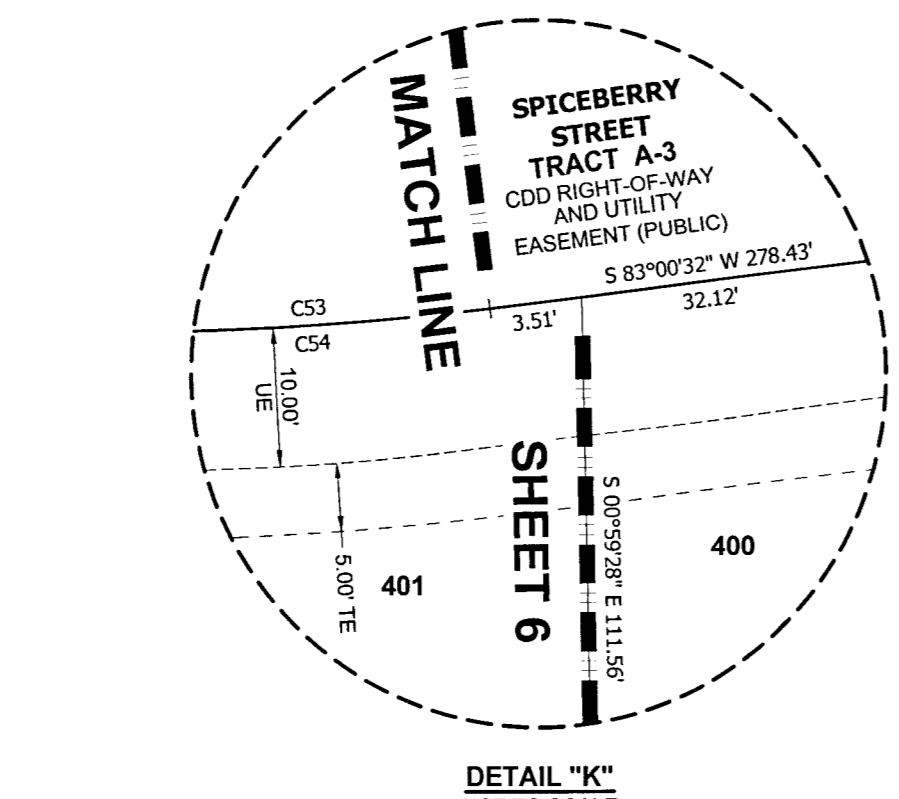 MATCH LINE
SPICEBERRY
STREET
TRACT A-3
CDD RIGHT-OF-WAY
AND UTILITY
EASEMENT (PUBLIC)
S 83°00'32" W 278.43'
C53
3.51'
32.12'
C54
10.00'
UE
SHEET 6
S 00°59'28" E 111.56'
400
401
5.00' TE
DETAIL "K"